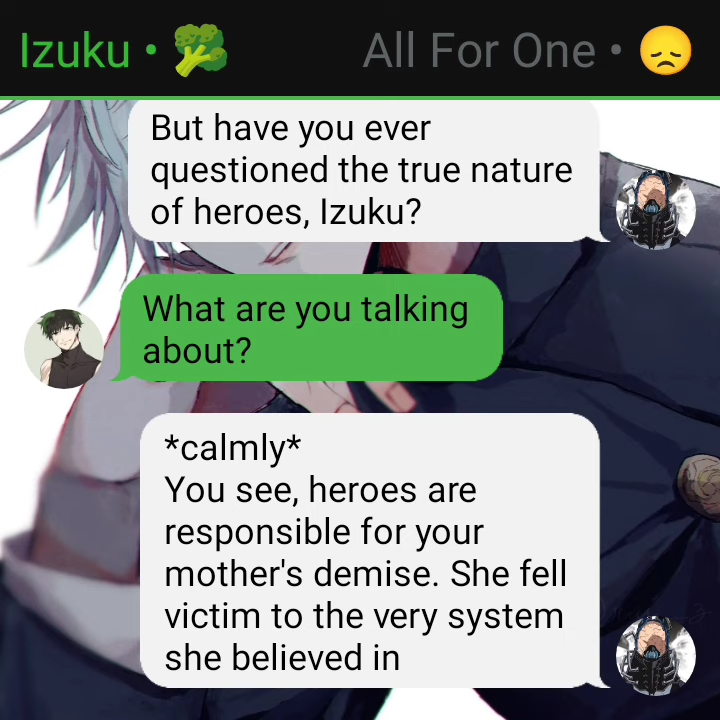 Izuku • 🥦
All For One • 😞
But have you ever
questioned the true nature
of heroes, Izuku?
What are you talking
about?
*calmly*
You see, heroes are
responsible for your
mother's demise. She fell
victim to the very system
she believed in